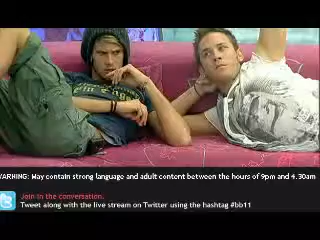 WARNING: May contain strong language and adult content between the hours of 9pm and 4.30am
Join in the conversation.
Tweet along with the live stream on Twitter using the hashtag #bb11